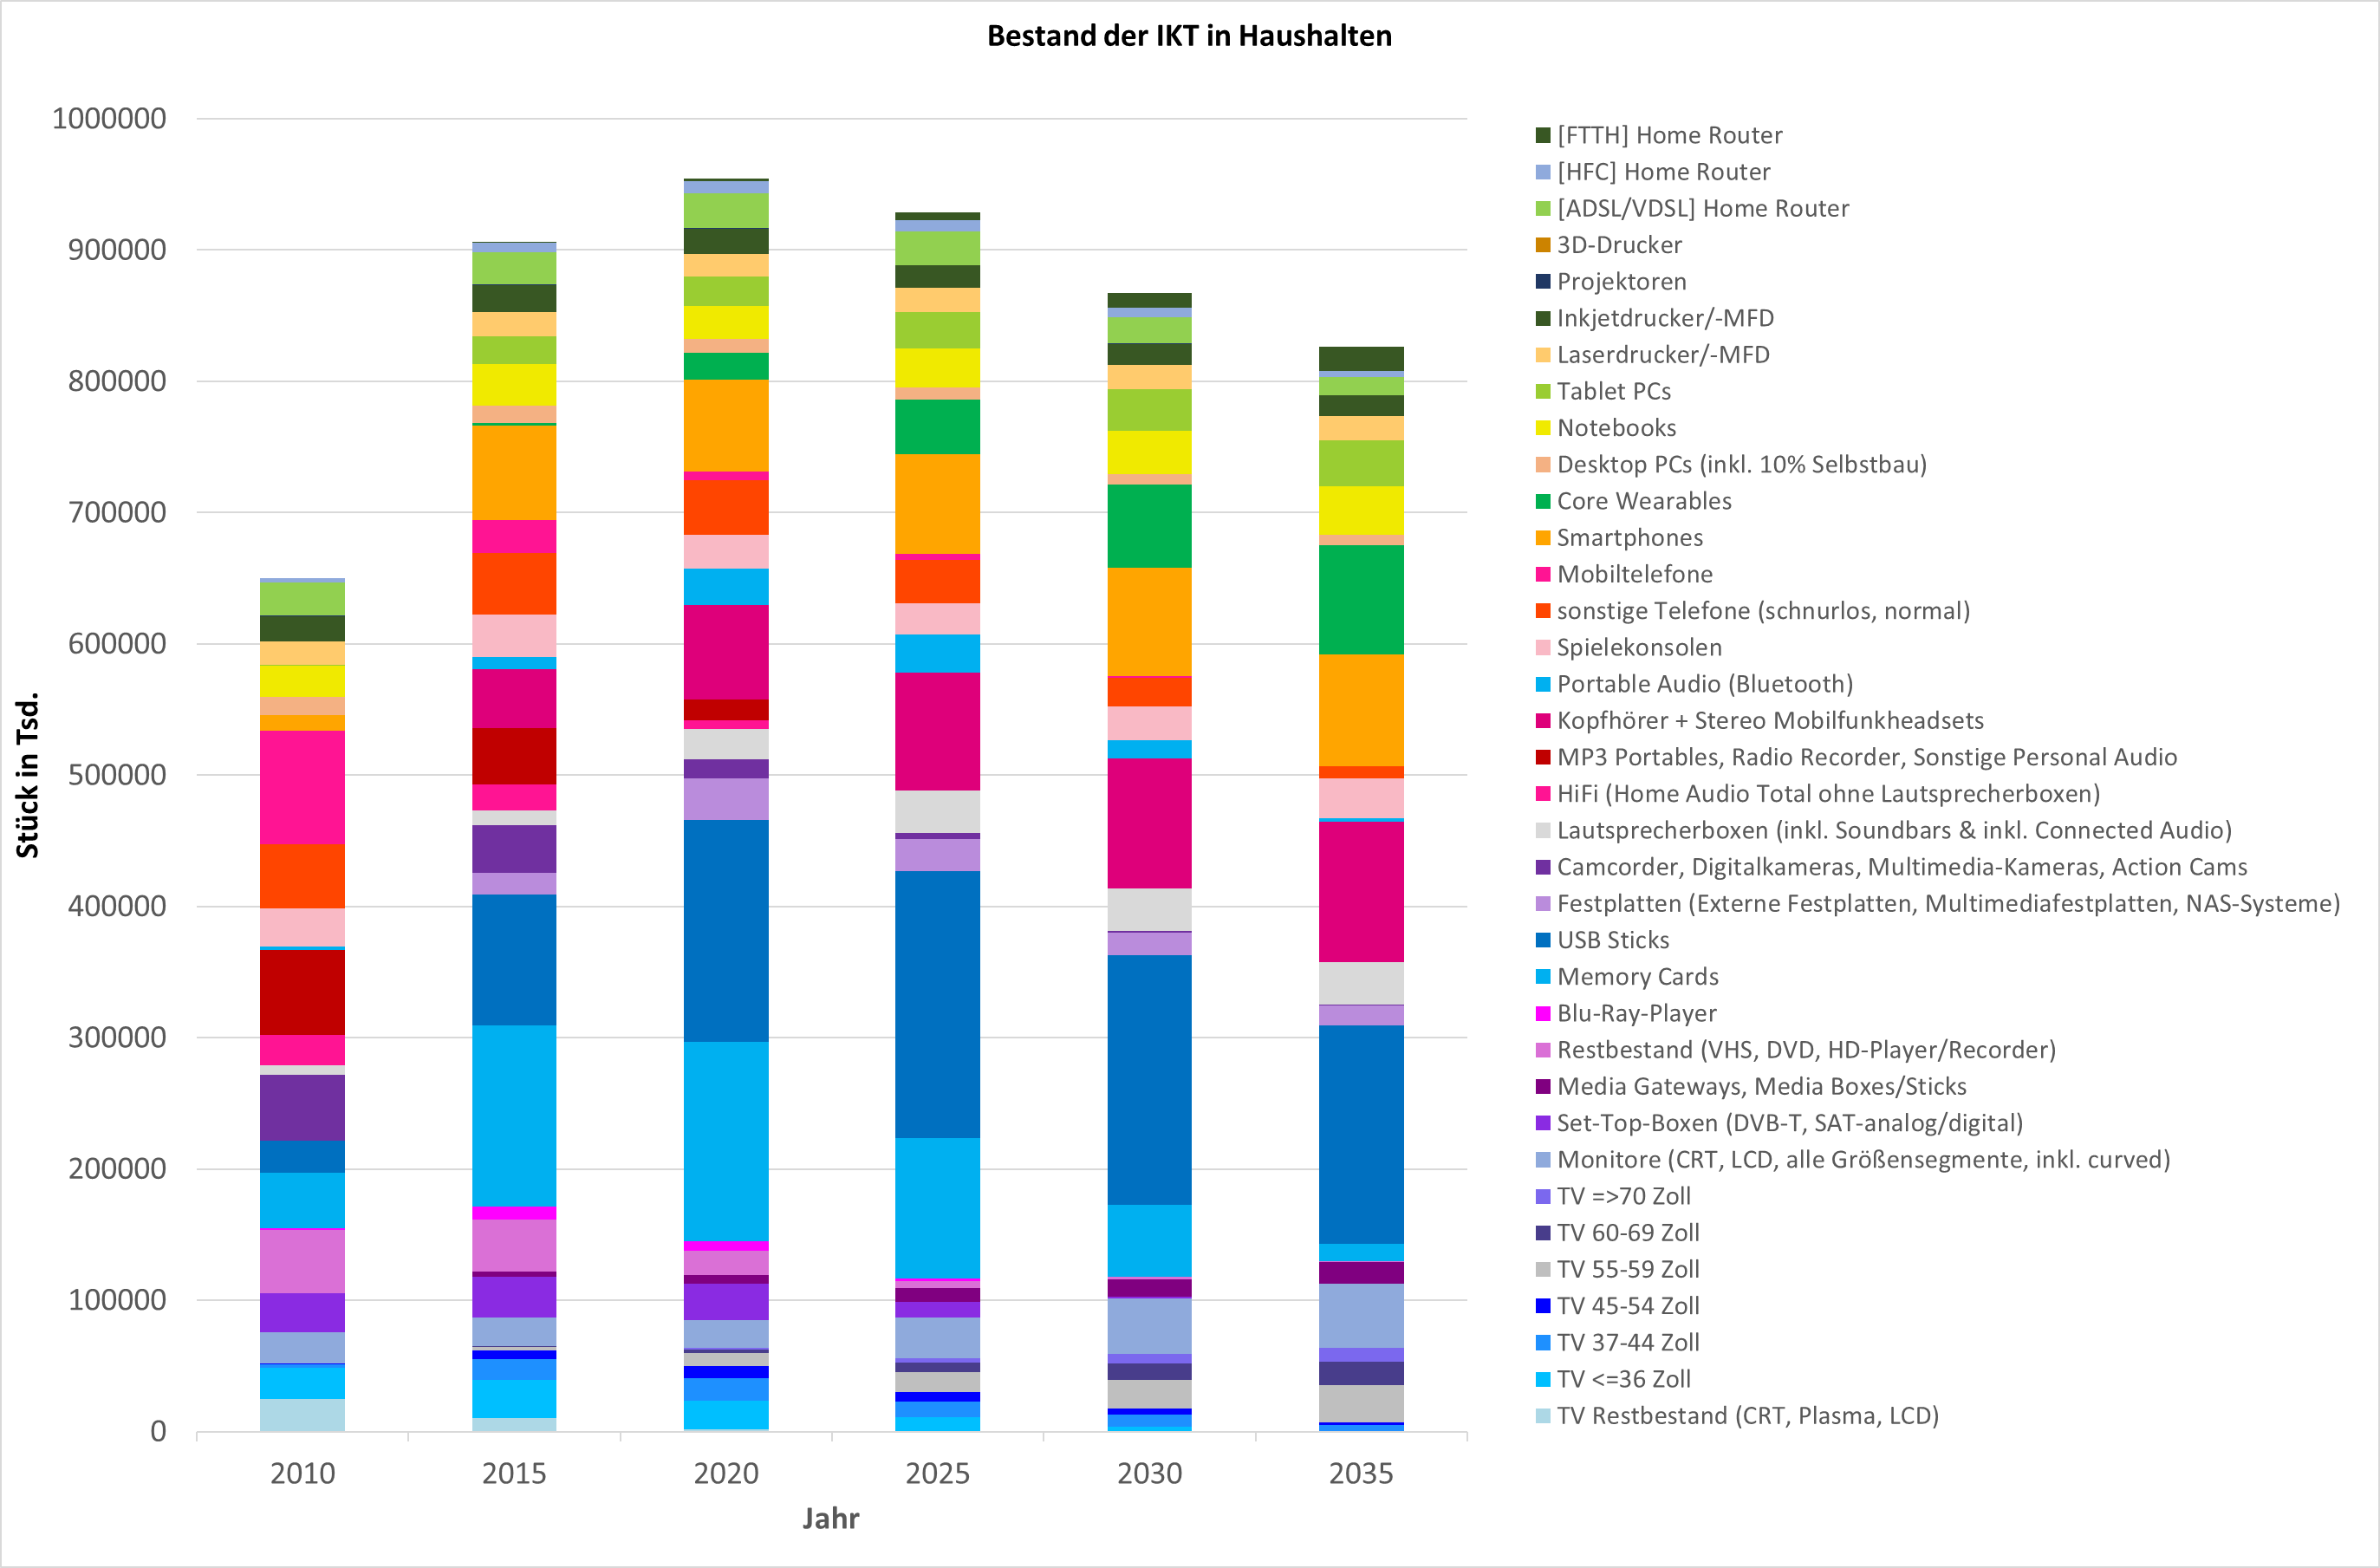 Bestand der IKT in Haushalten
Stück in Tsd.
1000000
900000
800000
700000
600000
500000
400000
300000
200000
100000
0
2010
2015
2020
2025
2030
2035
Jahr
[FTTH] Home Router
[HFC] Home Router
[ADSL/VDSL] Home Router
3D-Drucker
Projektoren
Inkjetdrucker/-MFD
Laserdrucker/-MFD
Tablet PCs
Notebooks
Desktop PCs (inkl. 10% Selbstbau)
Core Wearables
Smartphones
Mobiltelefone
sonstige Telefone (schnurlos, normal)
Spielekonsolen
Portable Audio (Bluetooth)
Kopfhörer + Stereo Mobilfunkheadsets
MP3 Portables, Radio Recorder, Sonstige Personal Audio
HiFi (Home Audio Total ohne Lautsprecherboxen)
Lautsprecherboxen (inkl. Soundbars & inkl. Connected Audio)
Camcorder, Digitalkameras, Multimedia-Kameras, Action Cams
Festplatten (Externe Festplatten, Multimediafestplatten, NAS-Systeme)
USB Sticks
Memory Cards
Blu-Ray-Player
Restbestand (VHS, DVD, HD-Player/Recorder)
Media Gateways, Media Boxes/Sticks
Set-Top-Boxen (DVB-T, SAT-analog/digital)
Monitore (CRT, LCD, alle Größensegmente, inkl. curved)
TV =>70 Zoll
TV 60-69 Zoll
TV 55-59 Zoll
TV 45-54 Zoll
TV 37-44 Zoll
TV <=36 Zoll
TV Restbestand (CRT, Plasma, LCD)